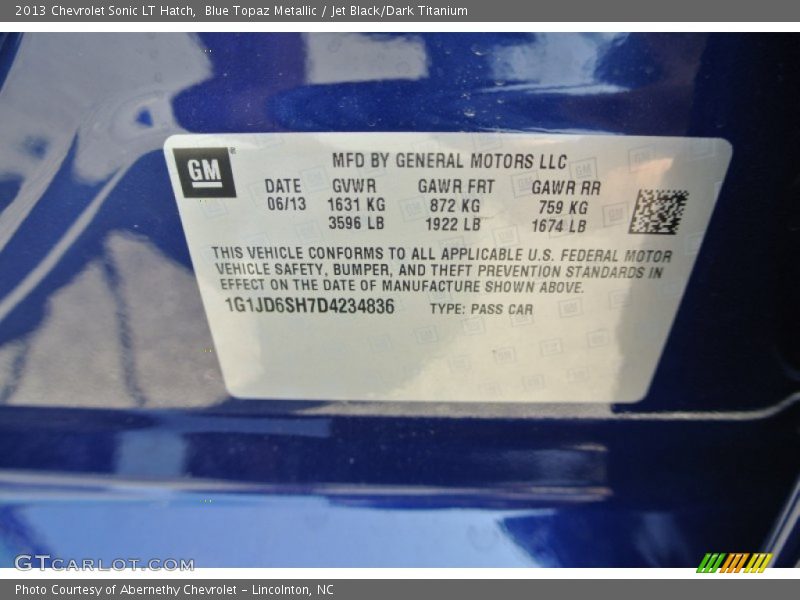 2013 Chevrolet Sonic LT Hatch, Blue Topaz Metallic / Jet Black/Dark Titanium
GM®
MFD BY GENERAL MOTORS LLC
DATE GVWR GAWR FRT GAWR RR
06/13 1631 KG 872 KG 759 KG
3596 LB 1922 LB 1674 LB
THIS VEHICLE CONFORMS TO ALL APPLICABLE U.S. FEDERAL MOTOR
VEHICLE SAFETY, BUMPER, AND THEFT PREVENTION STANDARDS IN
EFFECT ON THE DATE OF MANUFACTURE SHOWN ABOVE.
1G1JD6SH7D4234836 TYPE: PASS CAR
GTCARLOT.COM
Photo Courtesy of Abernethy Chevrolet - Lincolnton, NC